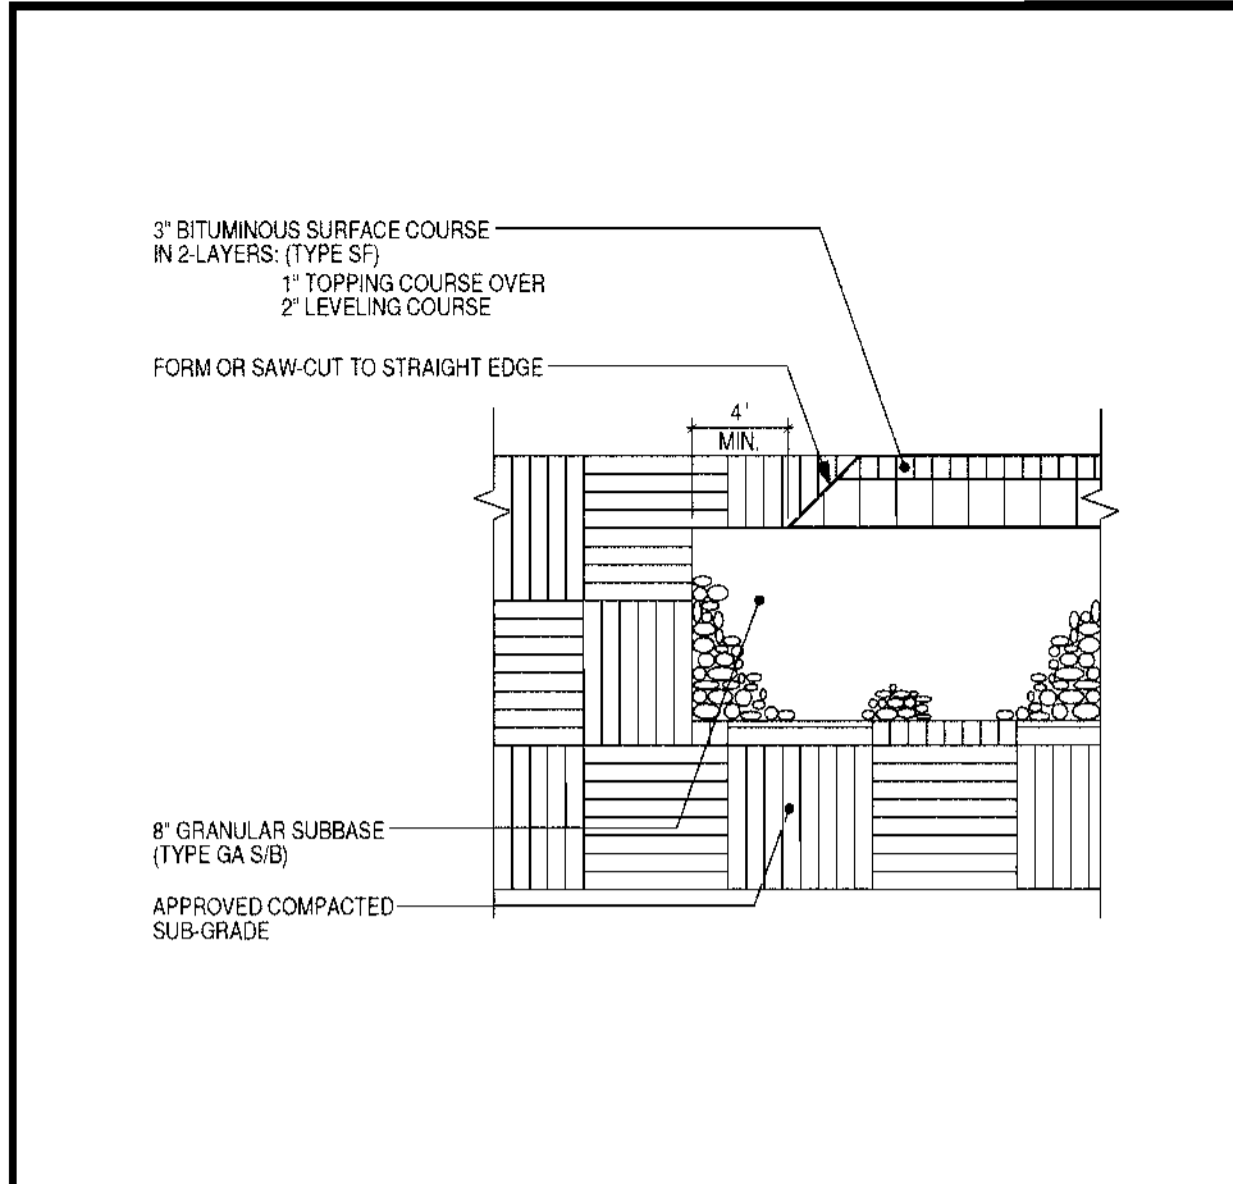 3" BITUMINOUS SURFACE COURSE
IN 2-LAYERS: (TYPE SF)
1" TOPPING COURSE OVER
2" LEVELING COURSE
FORM OR SAW-CUT TO STRAIGHT EDGE
4'
MIN.
8" GRANULAR SUBBASE
(TYPE GA S/B)
APPROVED COMPACTED
SUB-GRADE